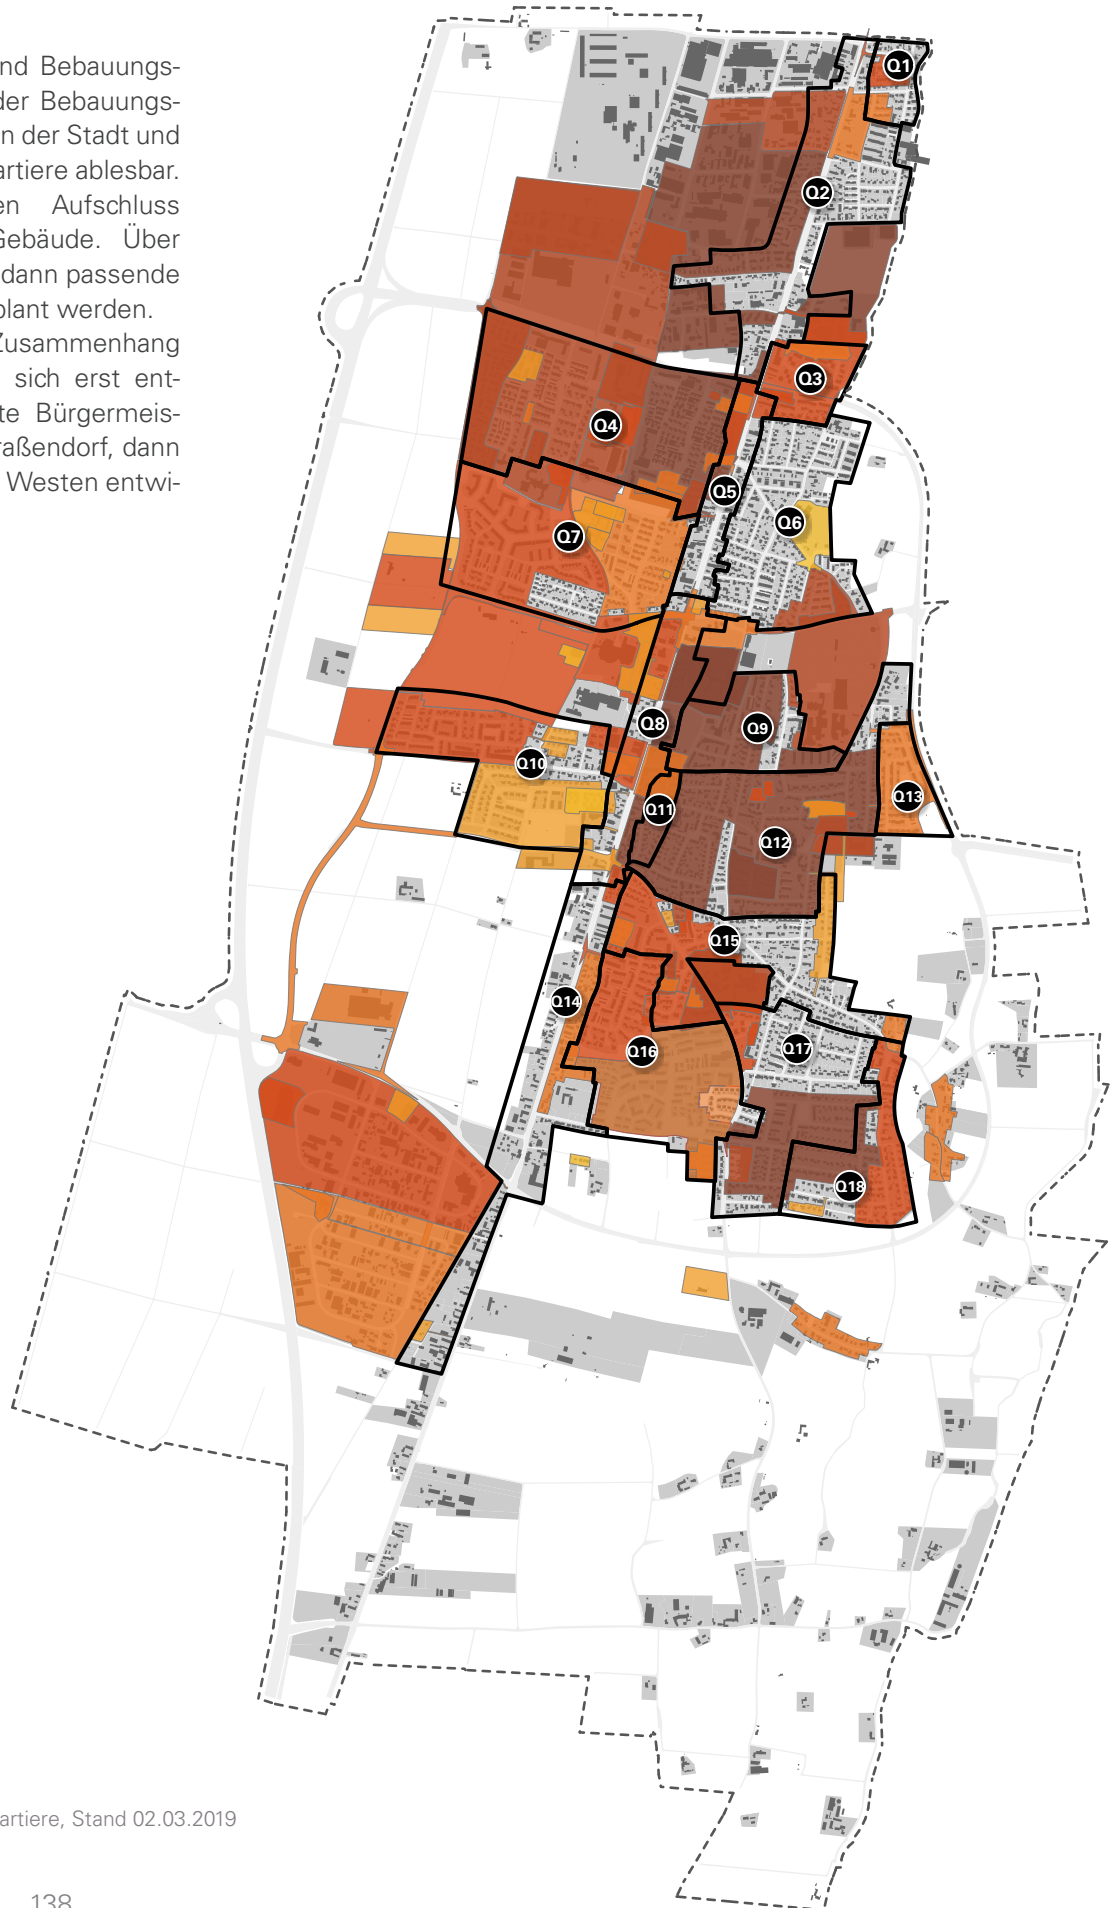 nd Bebauungs-
der Bebauungs-
n der Stadt und
artiere ablesbar.
en Aufschluss
Gebäude. Über
dann passende
plant werden.
Zusammenhang
sich erst ent-
te Bürgermeis-
raßendorf, dann
Westen entwi-
Q1
Q2
Q3
Q4
Q5
Q6
Q7
Q8
Q9
Q10
Q11
Q12
Q13
Q14
Q15
Q16
Q17
Q18
artiere, Stand 02.03.2019
138